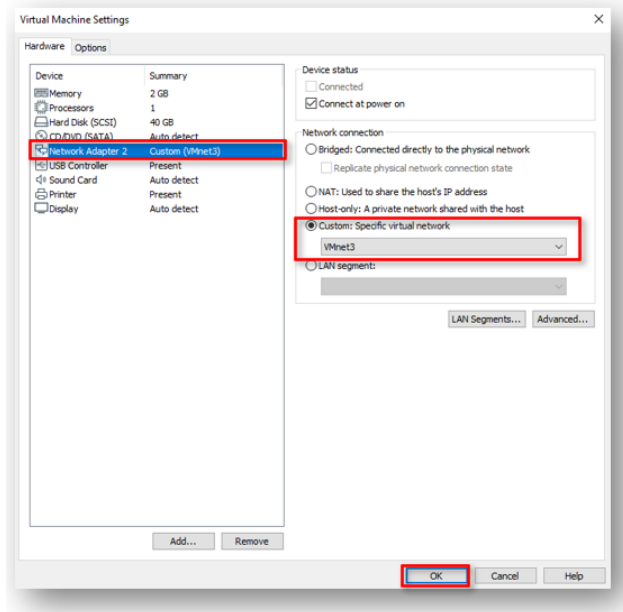 Virtual Machine Settings
Hardware Options
Device Summary
Memory 2 GB
Processors 1
Hard Disk (SCSI) 40 GB
CD/DVD (SATA) Auto detect
Network Adapter 2 Custom (VMnet3)
USB Controller Present
Sound Card Auto detect
Printer Present
Display Auto detect
Add... Remove
Device status
Connected
Connect at power on
Network connection
Bridged: Connected directly to the physical network
Replicate physical network connection state
NAT: Used to share the host's IP address
Host-only: A private network shared with the host
Custom: Specific virtual network
VMnet3
LAN segment:
LAN Segments... Advanced...
OK Cancel Help